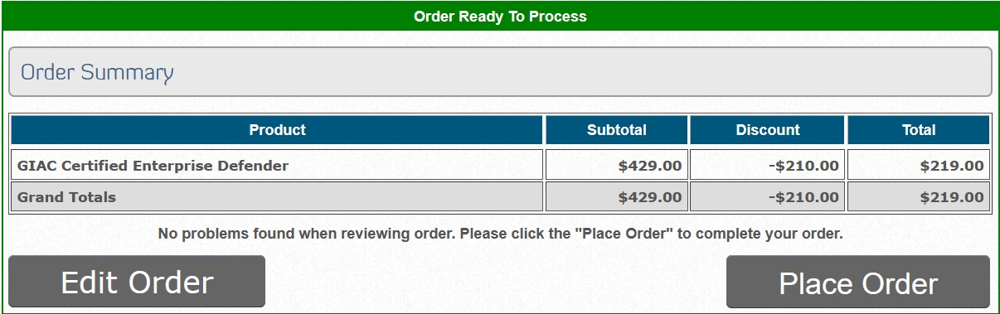 Order Ready To Process
Order Summary
Product Subtotal Discount Total
GIAC Certified Enterprise Defender $429.00 -$210.00 $219.00
Grand Totals $429.00 -$210.00 $219.00
No problems found when reviewing order. Please click the "Place Order" to complete your order.
Edit Order Place Order